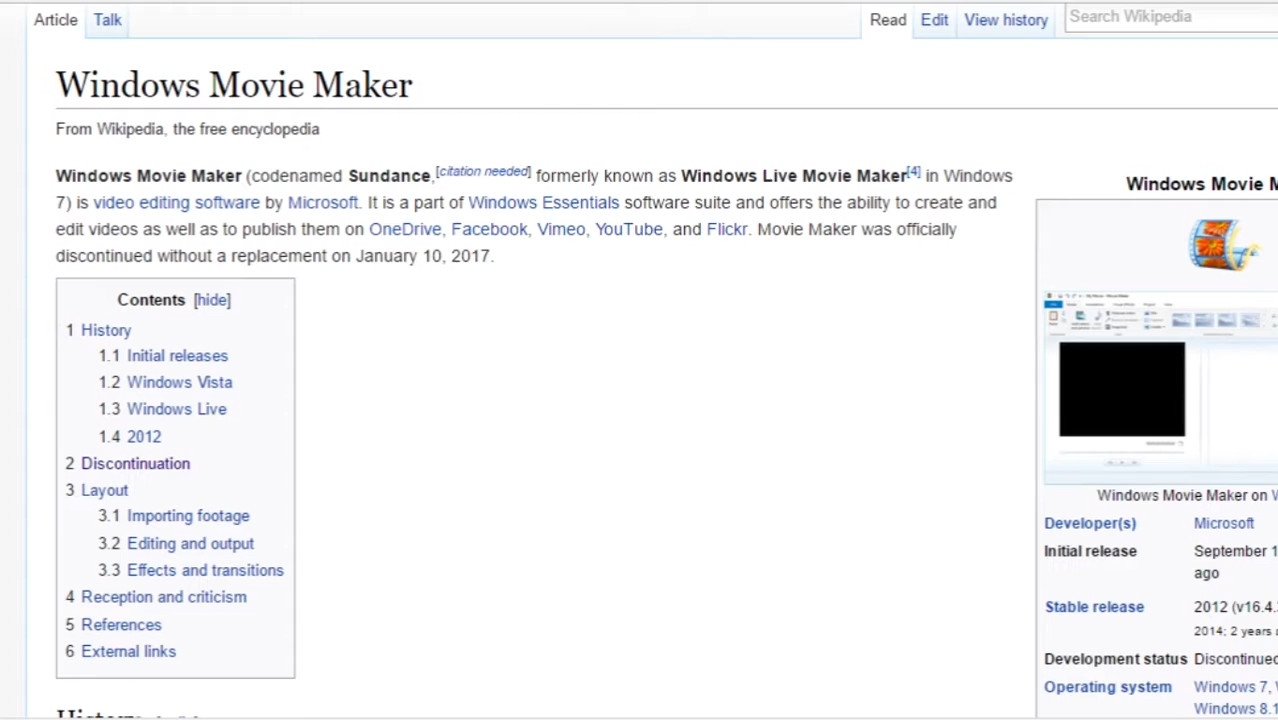 Article Talk Read Edit View history Search Wikipedia
Windows Movie Maker
From Wikipedia, the free encyclopedia
Windows Movie Maker (codenamed Sundance,[citation needed] formerly known as Windows Live Movie Maker[4] in Windows
7) is video editing software by Microsoft. It is a part of Windows Essentials software suite and offers the ability to create and
edit videos as well as to publish them on OneDrive, Facebook, Vimeo, YouTube, and Flickr. Movie Maker was officially
discontinued without a replacement on January 10, 2017.
Contents [hide]
1 History
1.1 Initial releases
1.2 Windows Vista
1.3 Windows Live
1.4 2012
2 Discontinuation
3 Layout
3.1 Importing footage
3.2 Editing and output
3.3 Effects and transitions
4 Reception and criticism
5 References
6 External links
History
Windows Movie M
Windows Movie Maker on W
Developer(s) Microsoft
Initial release September 1
ago
Stable release 2012 (v16.4.
2014; 2 years
Development status Discontinued
Operating system Windows 7,
Windows 8.1